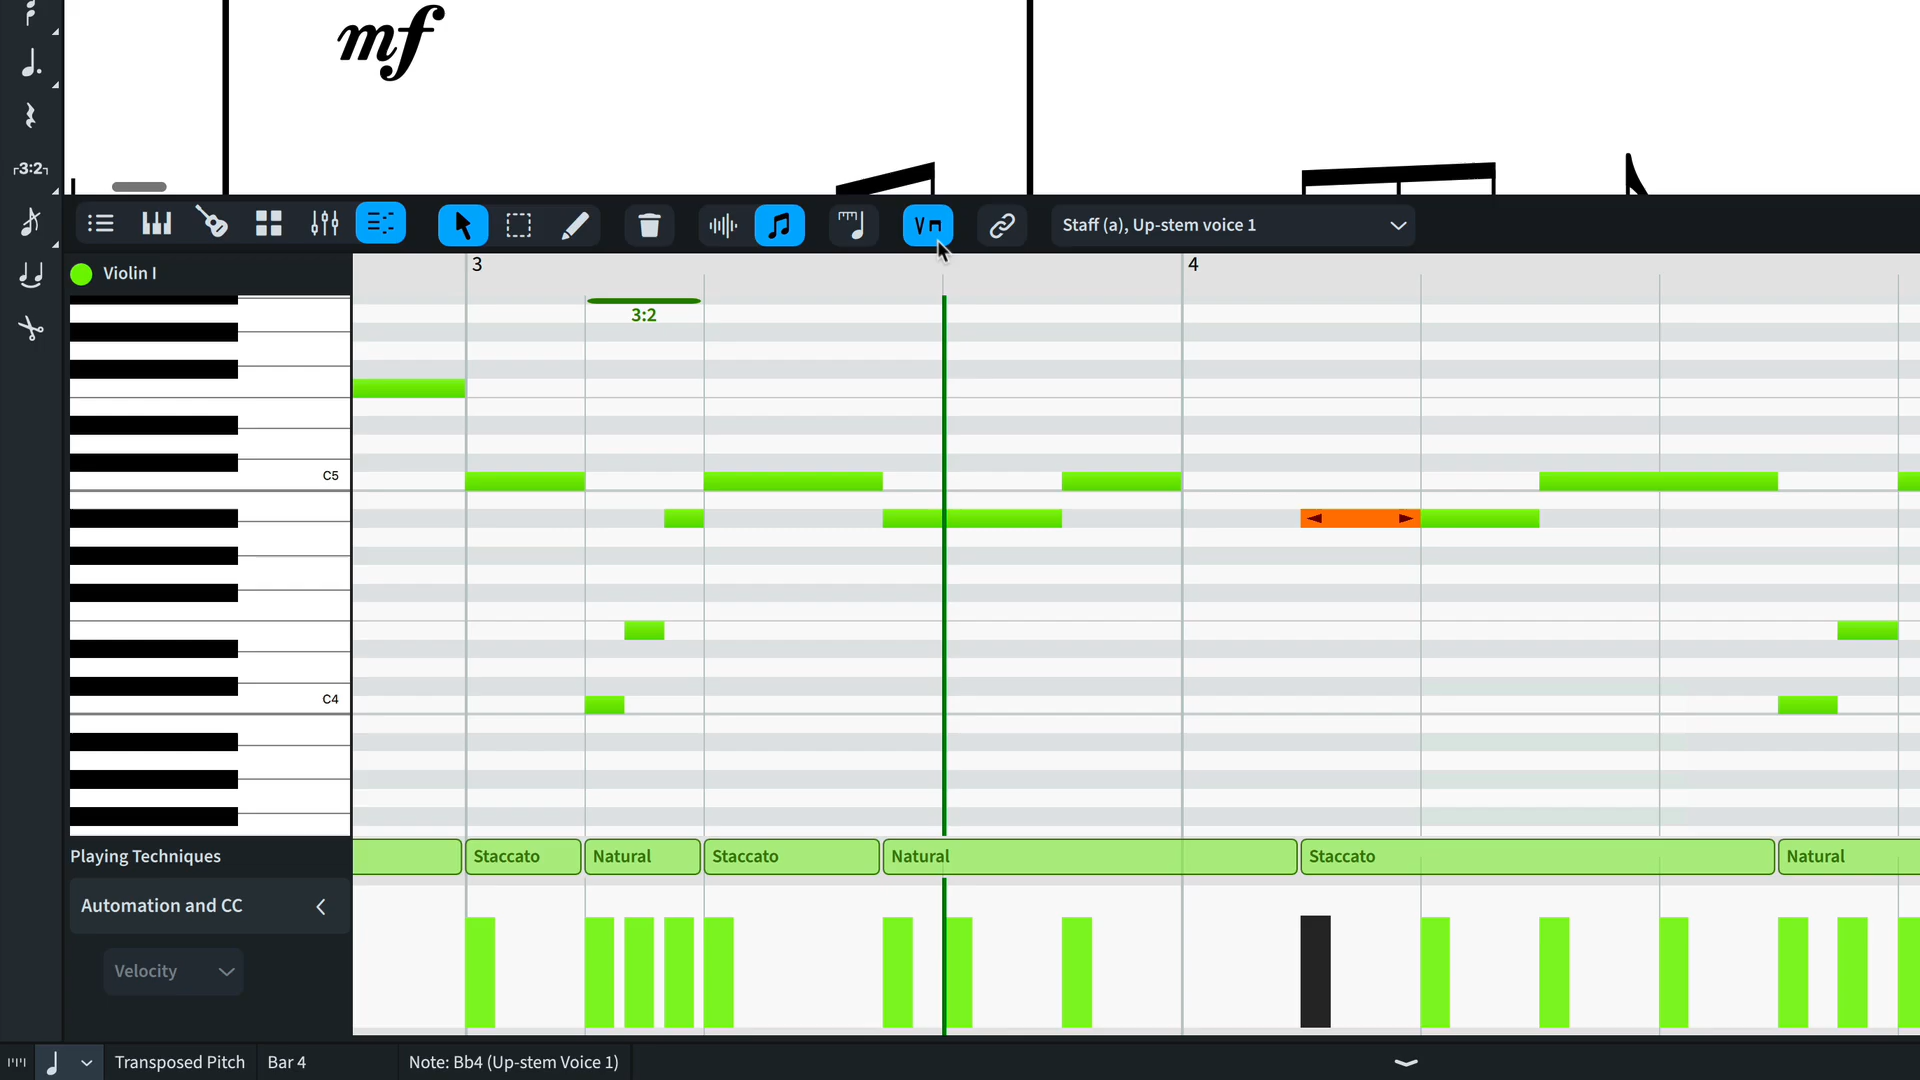 mf
3:2
Staff (a), Up-stem voice 1
Violin I
3
4
3:2
C5
C4
Playing Techniques
Staccato
Natural
Staccato
Natural
Staccato
Natural
Automation and CC
Velocity
Transposed Pitch
Bar 4
Note: Bb4 (Up-stem Voice 1)